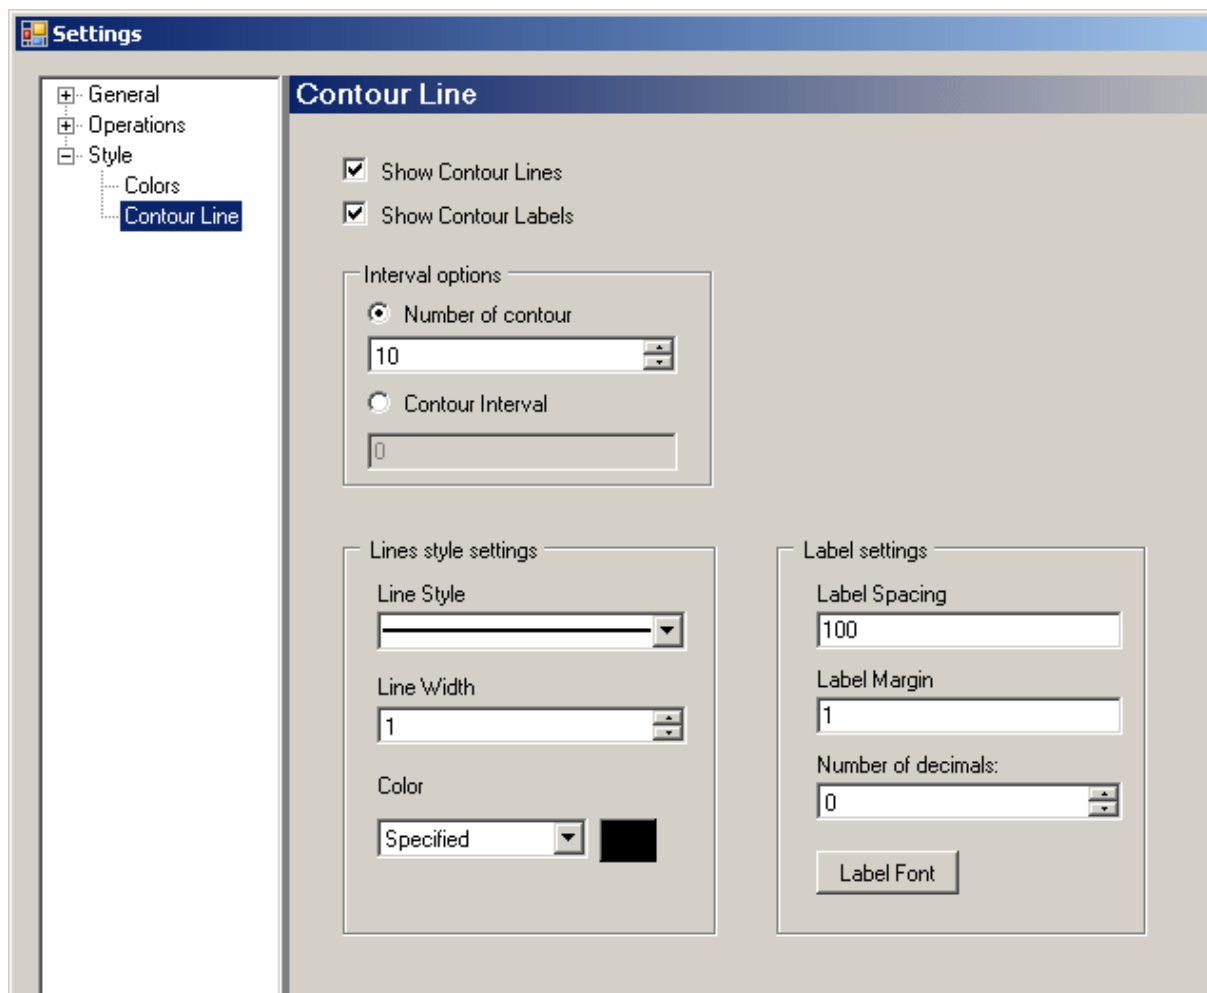 Settings
General
Operations
Style
Colors
Contour Line
Contour Line
Show Contour Lines
Show Contour Labels
Interval options
Number of contour
10
Contour Interval
0
Lines style settings
Line Style
Line Width
1
Color
Specified
Label settings
Label Spacing
100
Label Margin
1
Number of decimals:
0
Label Font